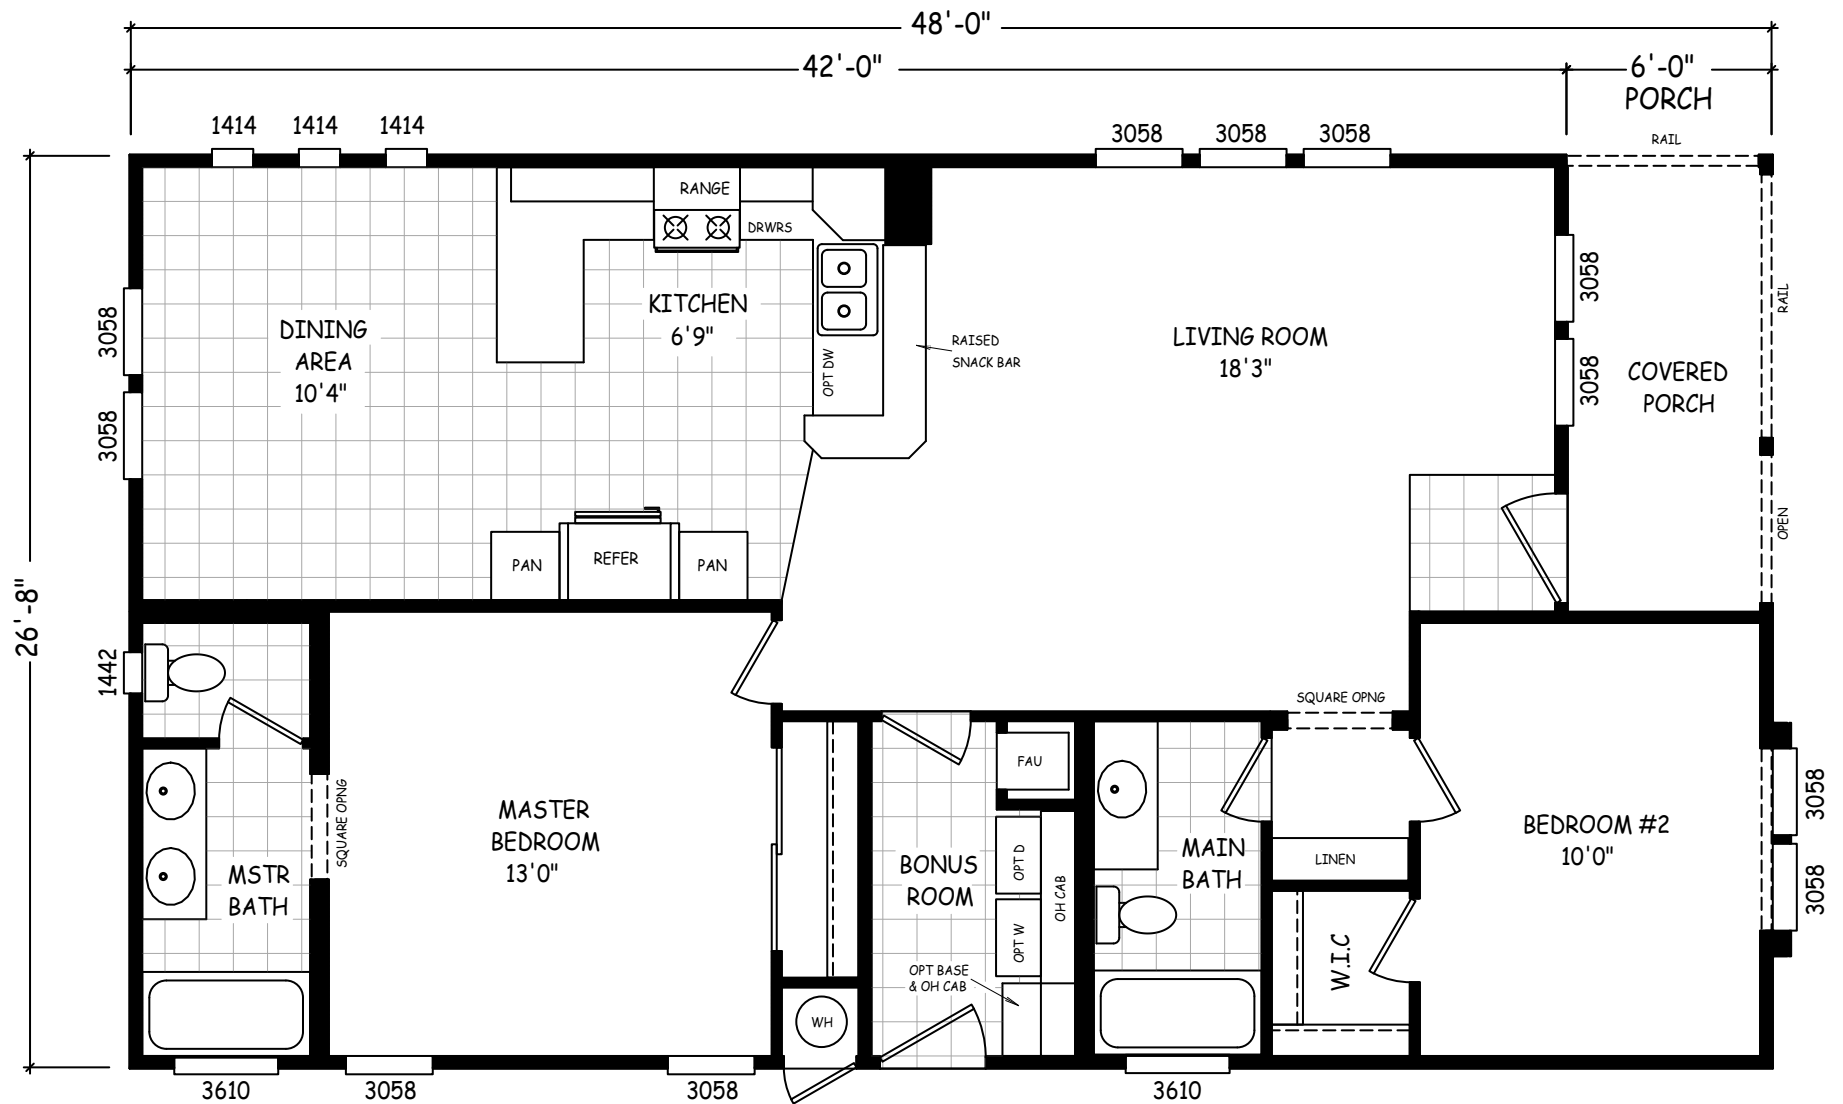 48'-0"
42'-0"
6'-0"
PORCH
1414
1414
1414
3058
3058
3058
RAIL
RANGE
DRWRS
3058
RAIL
KITCHEN
6'9"
3058
DINING
AREA
10'4"
LIVING ROOM
18'3"
RAISED
SNACK BAR
OPT DW
3058
COVERED
PORCH
3058
OPEN
PAN
REFER
PAN
26'-8"
1442
SQUARE OPNG
FAU
SQUARE OPNG
MASTER
BEDROOM
13'0"
3058
BEDROOM #2
10'0"
MSTR
BATH
BONUS
ROOM
OPT D
OH CAB
MAIN
BATH
LINEN
3058
OPT W
W.I.C
OPT BASE
& OH CAB
WH
3610
3058
3058
3610